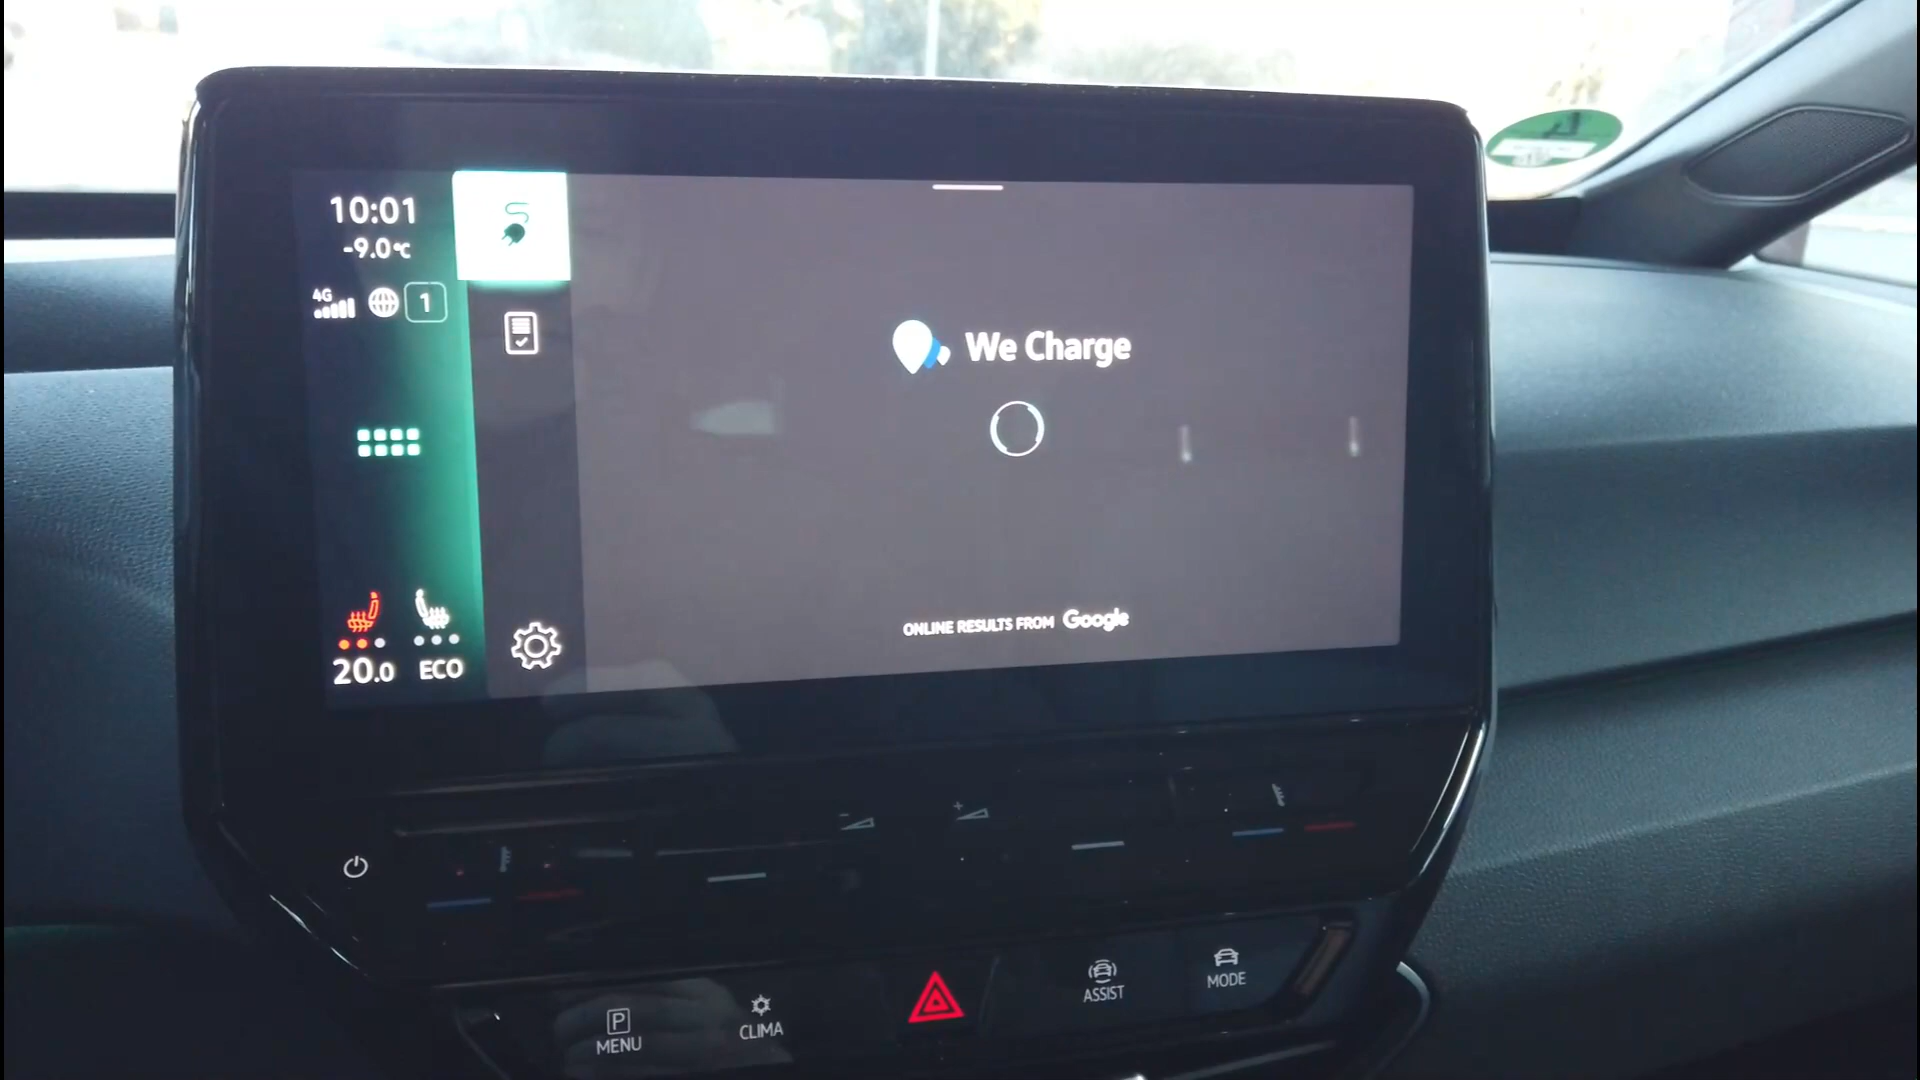 10:01
-9.0°C
4G
1
We Charge
ONLINE RESULTS FROM Google
20.0
ECO
- +
P
MENU
CLIMA
ASSIST
MODE